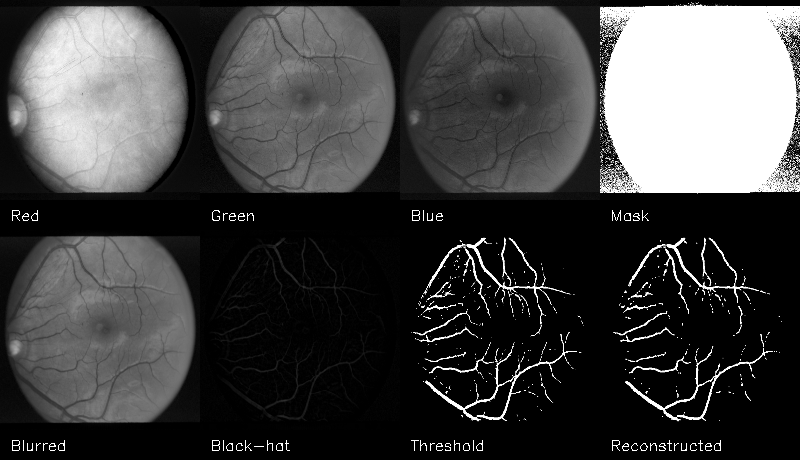 Red
Green
Blue
Mask
Blurred
Black-hat
Threshold
Reconstructed